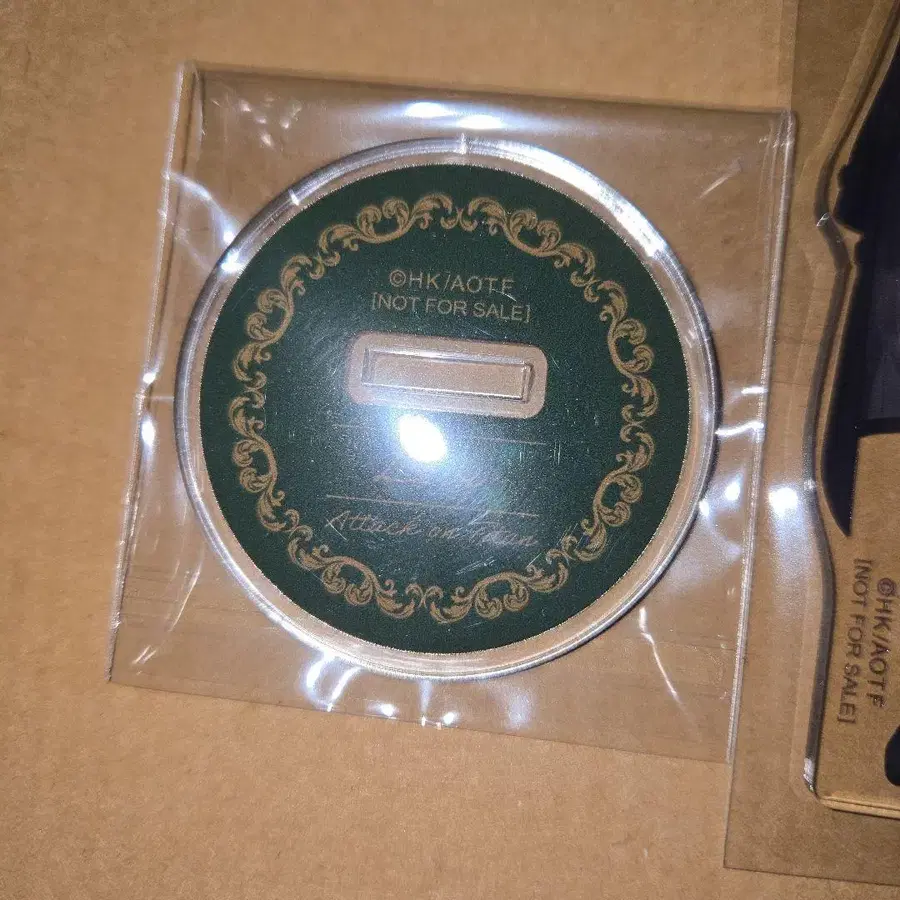 ©HK/AOTF
[NOT FOR SALE]
Attack on Titan
©HK/AOTF
[NOT FOR SALE]